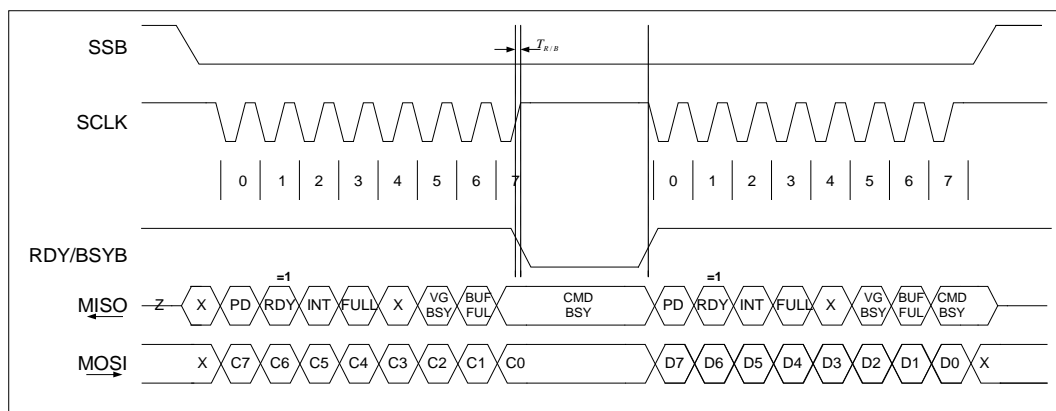 SSB
T R/B
SCLK
0 1 2 3 4 5 6 7 0 1 2 3 4 5 6 7
RDY/BSYB
=1 =1
MISO Z X PD RDY INT FULL X VG BSY BUF FUL CMD BSY PD RDY INT FULL X VG BSY BUF FUL CMD BSY
MOSI X C7 C6 C5 C4 C3 C2 C1 C0 D7 D6 D5 D4 D3 D2 D1 D0 X